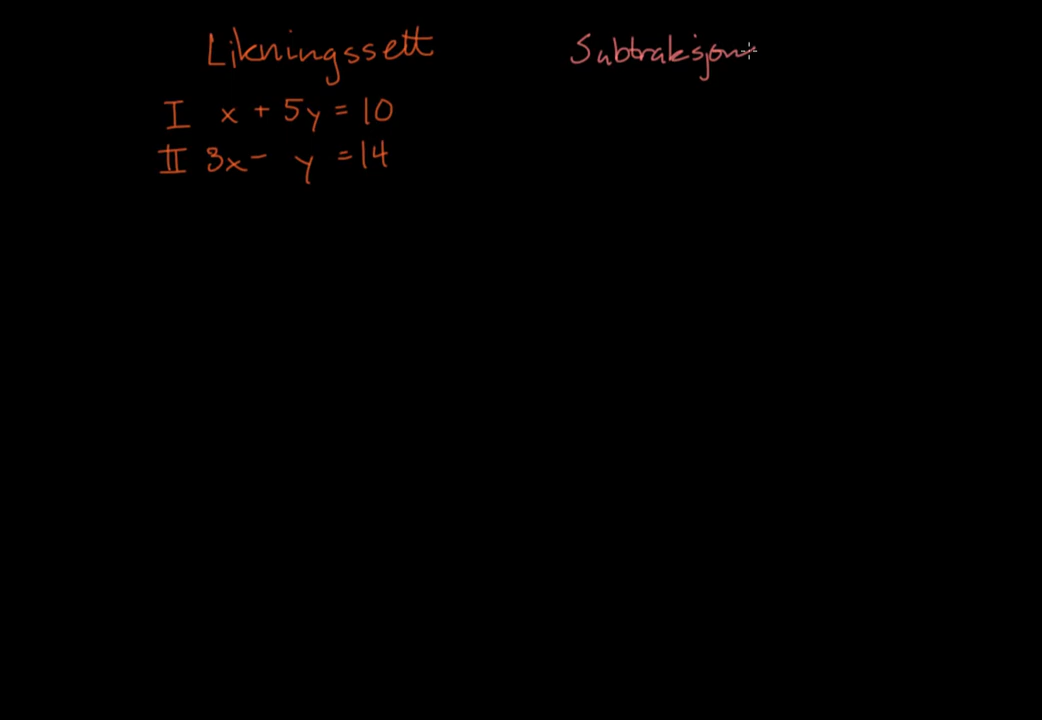 Likningssett
Subtraksjon
I x + 5y = 10
II 3x - y = 14